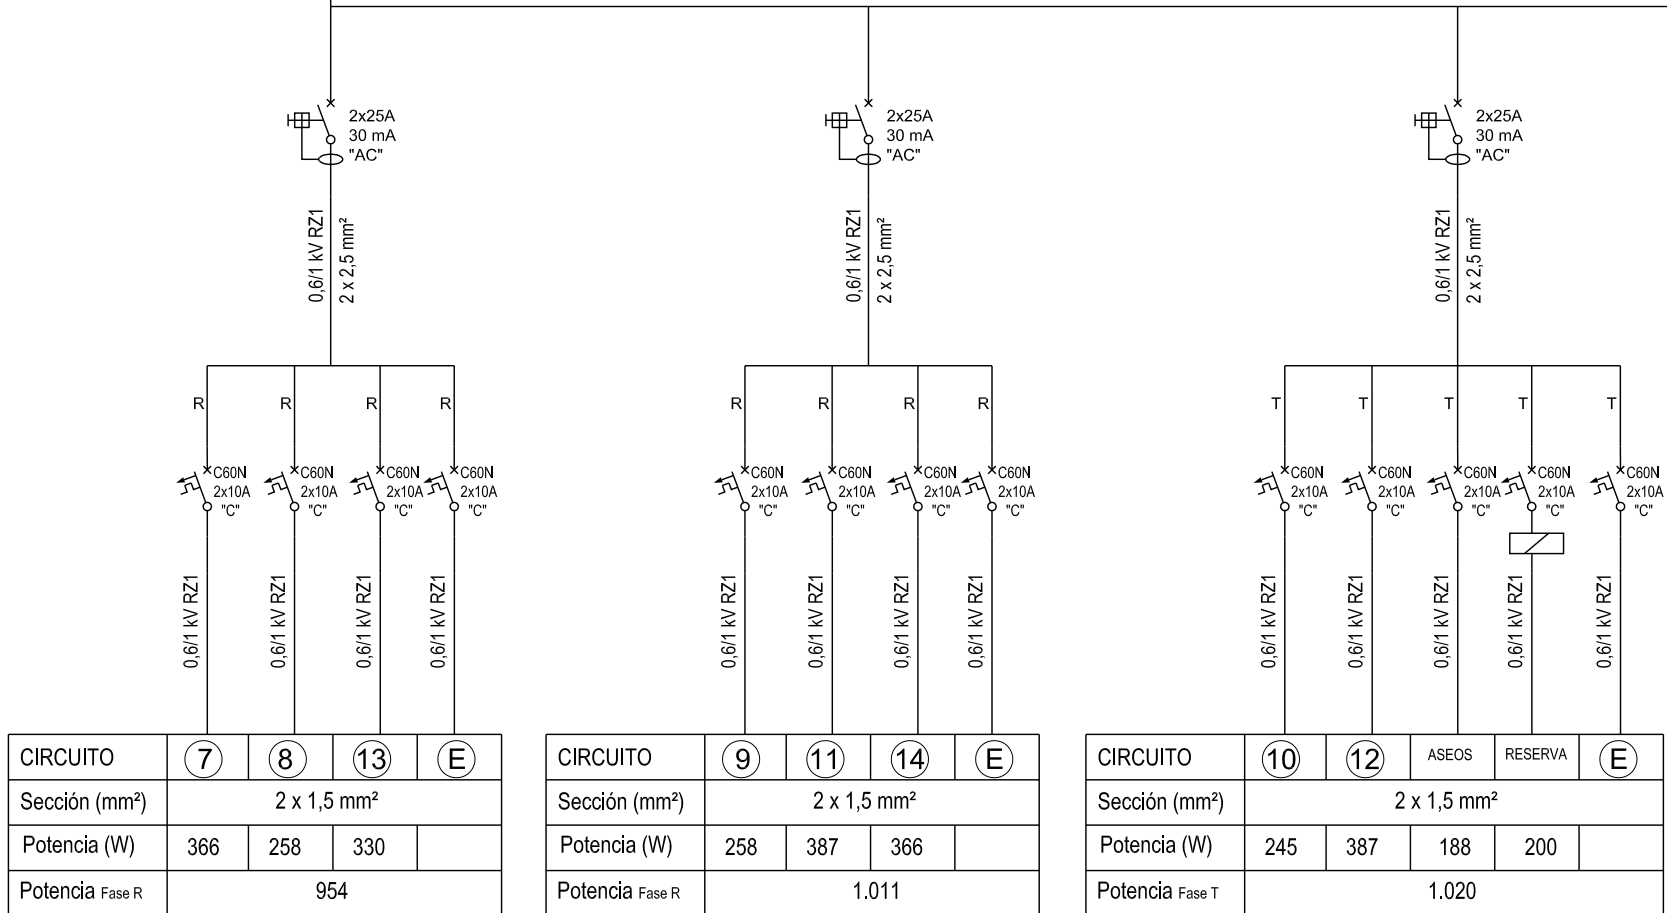 2x25A
30 mA
"AC"
2x25A
30 mA
"AC"
2x25A
30 mA
"AC"
0,6/1 kV RZ1
2 x 2,5 mm²
0,6/1 kV RZ1
2 x 2,5 mm²
0,6/1 kV RZ1
2 x 2,5 mm²
R
R
R
R
R
R
R
R
T
T
T
T
T
C60N
2x10A
"C"
C60N
2x10A
"C"
C60N
2x10A
"C"
C60N
2x10A
"C"
C60N
2x10A
"C"
C60N
2x10A
"C"
C60N
2x10A
"C"
C60N
2x10A
"C"
C60N
2x10A
"C"
C60N
2x10A
"C"
C60N
2x10A
"C"
C60N
2x10A
"C"
C60N
2x10A
"C"
0,6/1 kV RZ1
0,6/1 kV RZ1
0,6/1 kV RZ1
0,6/1 kV RZ1
0,6/1 kV RZ1
0,6/1 kV RZ1
0,6/1 kV RZ1
0,6/1 kV RZ1
0,6/1 kV RZ1
0,6/1 kV RZ1
0,6/1 kV RZ1
0,6/1 kV RZ1
0,6/1 kV RZ1
CIRCUITO 7 8 13 E
Sección (mm²) 2 x 1,5 mm²
Potencia (W) 366 258 330
Potencia Fase R 954
CIRCUITO 9 11 14 E
Sección (mm²) 2 x 1,5 mm²
Potencia (W) 258 387 366
Potencia Fase R 1.011
CIRCUITO 10 12 ASEOS RESERVA E
Sección (mm²) 2 x 1,5 mm²
Potencia (W) 245 387 188 200
Potencia Fase T 1.020